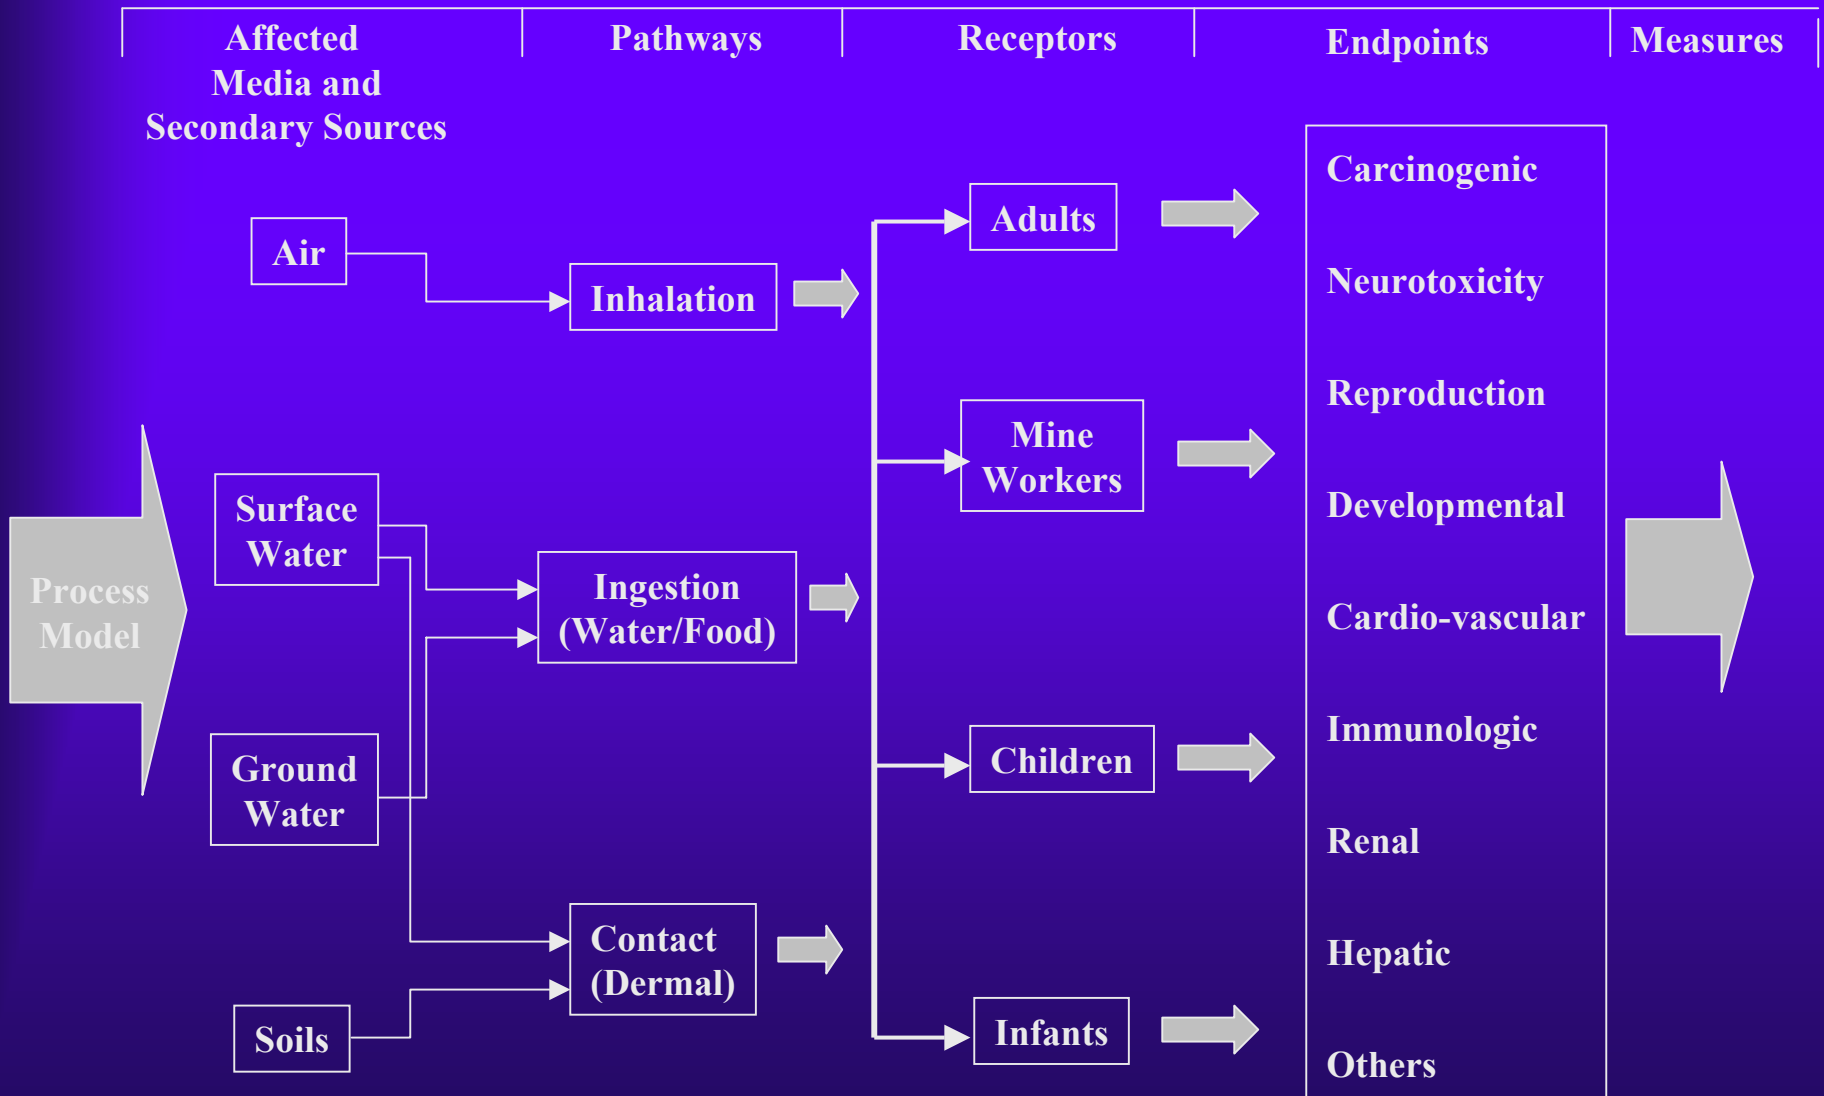 Affected
Media and
Secondary Sources
Pathways
Receptors
Endpoints
Measures
Process
Model
Air
Surface
Water
Ground
Water
Soils
Inhalation
Ingestion
(Water/Food)
Contact
(Dermal)
Adults
Mine
Workers
Children
Infants
Carcinogenic
Neurotoxicity
Reproduction
Developmental
Cardio-vascular
Immunologic
Renal
Hepatic
Others